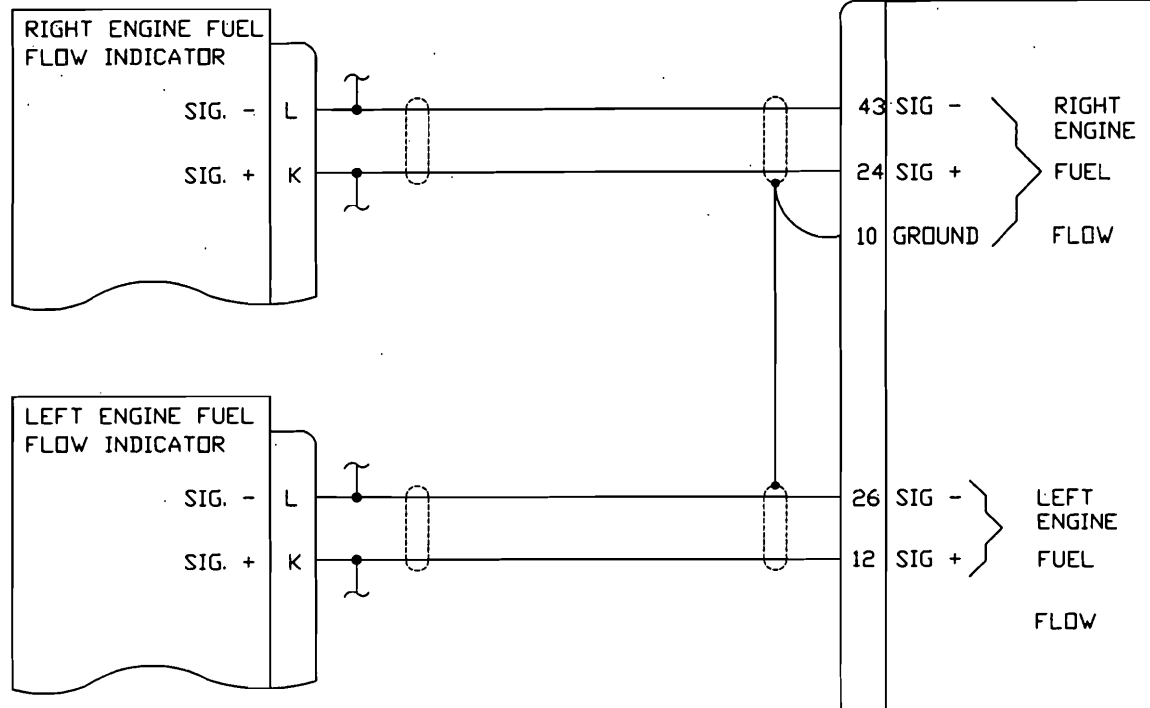 RIGHT ENGINE FUEL
FLOW INDICATOR
SIG. - L
SIG. + K
43 SIG -
24 SIG +
10 GROUND
RIGHT
ENGINE
FUEL
FLOW
LEFT ENGINE FUEL
FLOW INDICATOR
SIG. - L
SIG. + K
26 SIG -
12 SIG +
LEFT
ENGINE
FUEL
FLOW